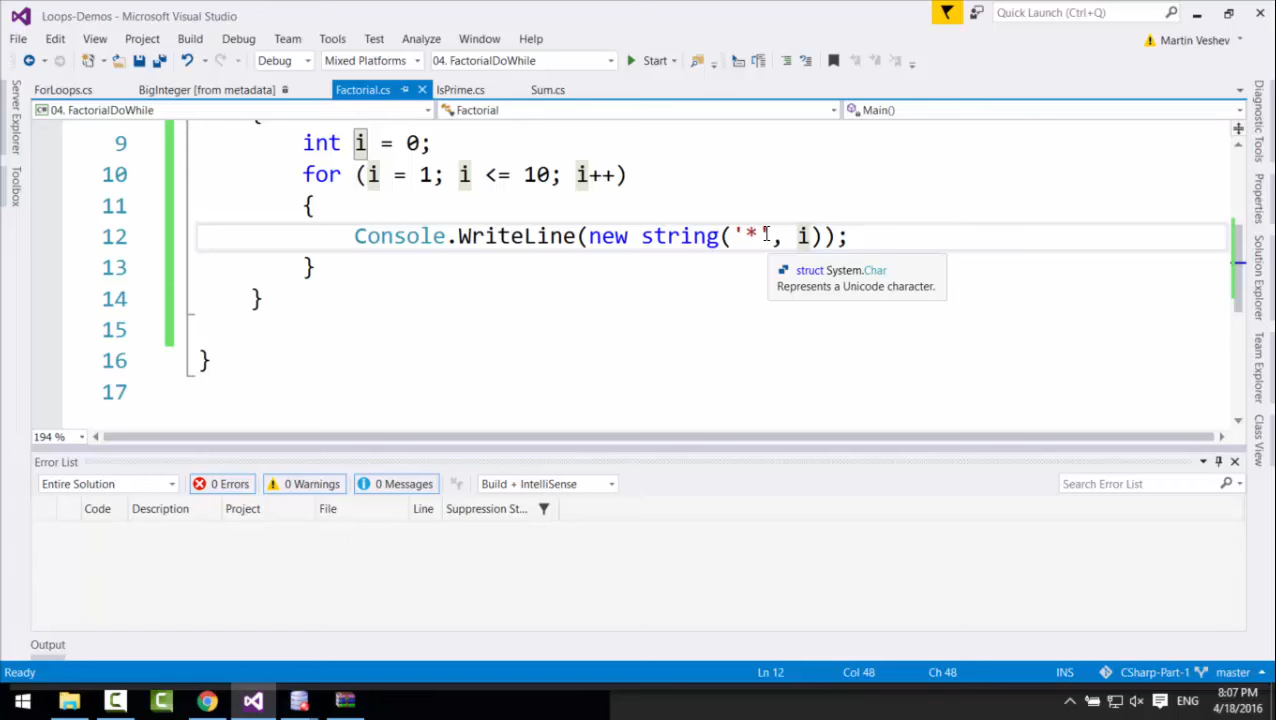 Loops-Demos - Microsoft Visual Studio
Quick Launch (Ctrl+Q)
File Edit View Project Build Debug Team Tools Test Analyze Window Help
Martin Veshev
Debug Mixed Platforms 04. FactorialDoWhile Start
ForLoops.cs BigInteger [from metadata] Factorial.cs IsPrime.cs Sum.cs
04. FactorialDoWhile Factorial Main()
{
9 int i = 0;
10 for (i = 1; i <= 10; i++)
11 {
12 Console.WriteLine(new string('*', i));
13 }
struct System.Char
Represents a Unicode character.
14 }
15
16 }
17
194 %
Server Explorer
Toolbox
Diagnostic Tools
Properties
Solution Explorer
Team Explorer
Class View
Error List
Entire Solution 0 Errors 0 Warnings 0 Messages Build + IntelliSense Search Error List
Code Description Project File Line Suppression St...
Output
Ready Ln 12 Col 48 Ch 48 INS CSharp-Part-1 master
ENG
8:07 PM
4/18/2016